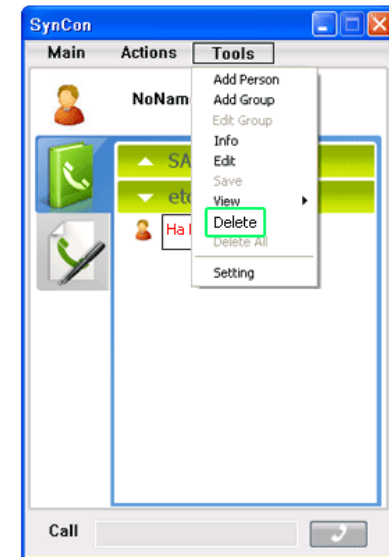 SynCon
Main Actions Tools
NoNam
Add Person
Add Group
Edit Group
Info
Edit
Save
View
Delete
Delete All
Setting
SA
etc
Ha
Call